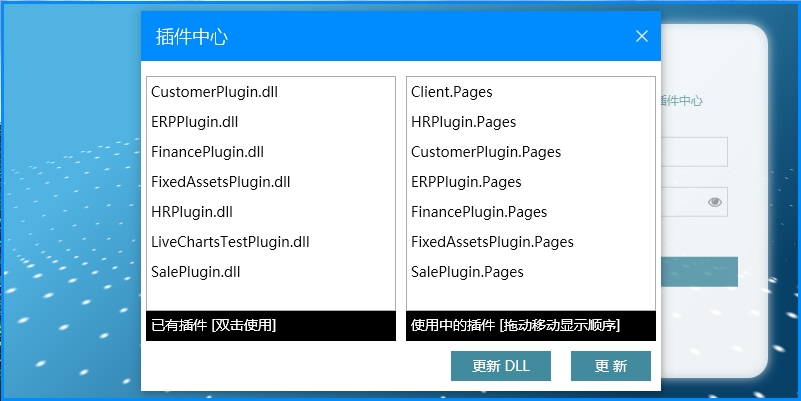 插件中心
CustomerPlugin.dll
ERPPlugin.dll
FinancePlugin.dll
FixedAssetsPlugin.dll
HRPlugin.dll
LiveChartsTestPlugin.dll
SalePlugin.dll
已有插件 [双击使用]
Client.Pages
HRPlugin.Pages
CustomerPlugin.Pages
ERPPlugin.Pages
FinancePlugin.Pages
FixedAssetsPlugin.Pages
SalePlugin.Pages
使用中的插件 [拖动移动显示顺序]
更新 DLL
更 新
插件中心